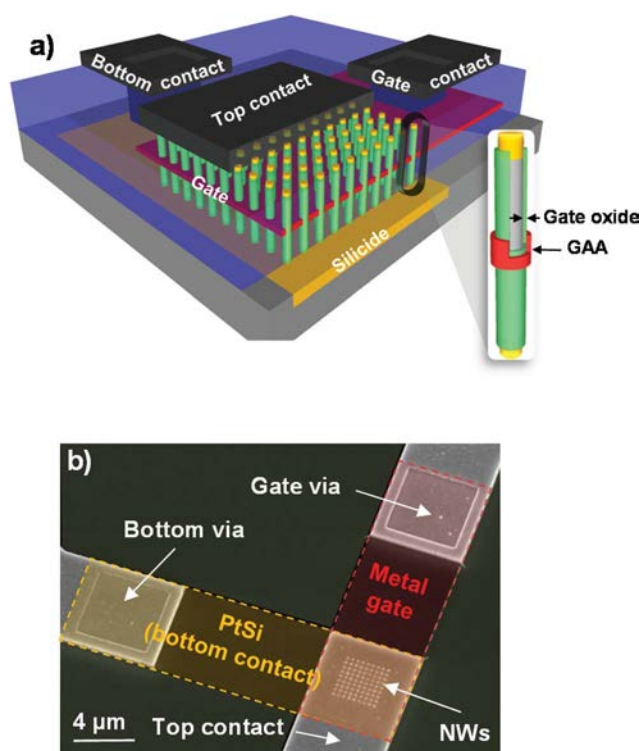 a)
Bottom contact
Gate contact
Top contact
Gate
Silicide
Gate oxide
GAA
b)
Gate via
Bottom via
Metal
gate
PtSi
(bottom contact)
4 µm
Top contact
NWs